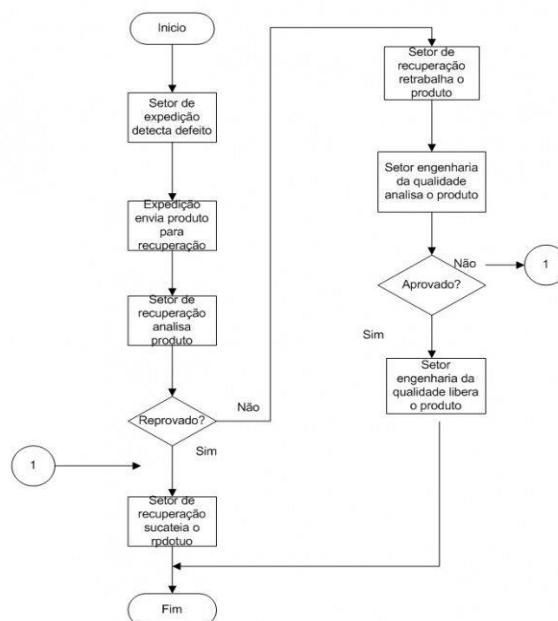 Inicio
Setor de
expedição
detecta defeito
Expedição
envia produto
para
recuperação
Setor de
recuperação
analisa
produto
Reprovado?
Não
Sim
1
Setor de
recuperação
sucateia o
rpdotuo
Fim
Setor de
recuperação
retrabalha o
produto
Setor engenharia
da qualidade
analisa o produto
Aprovado?
Não
1
Sim
Setor
engenharia da
qualidade libera
o produto